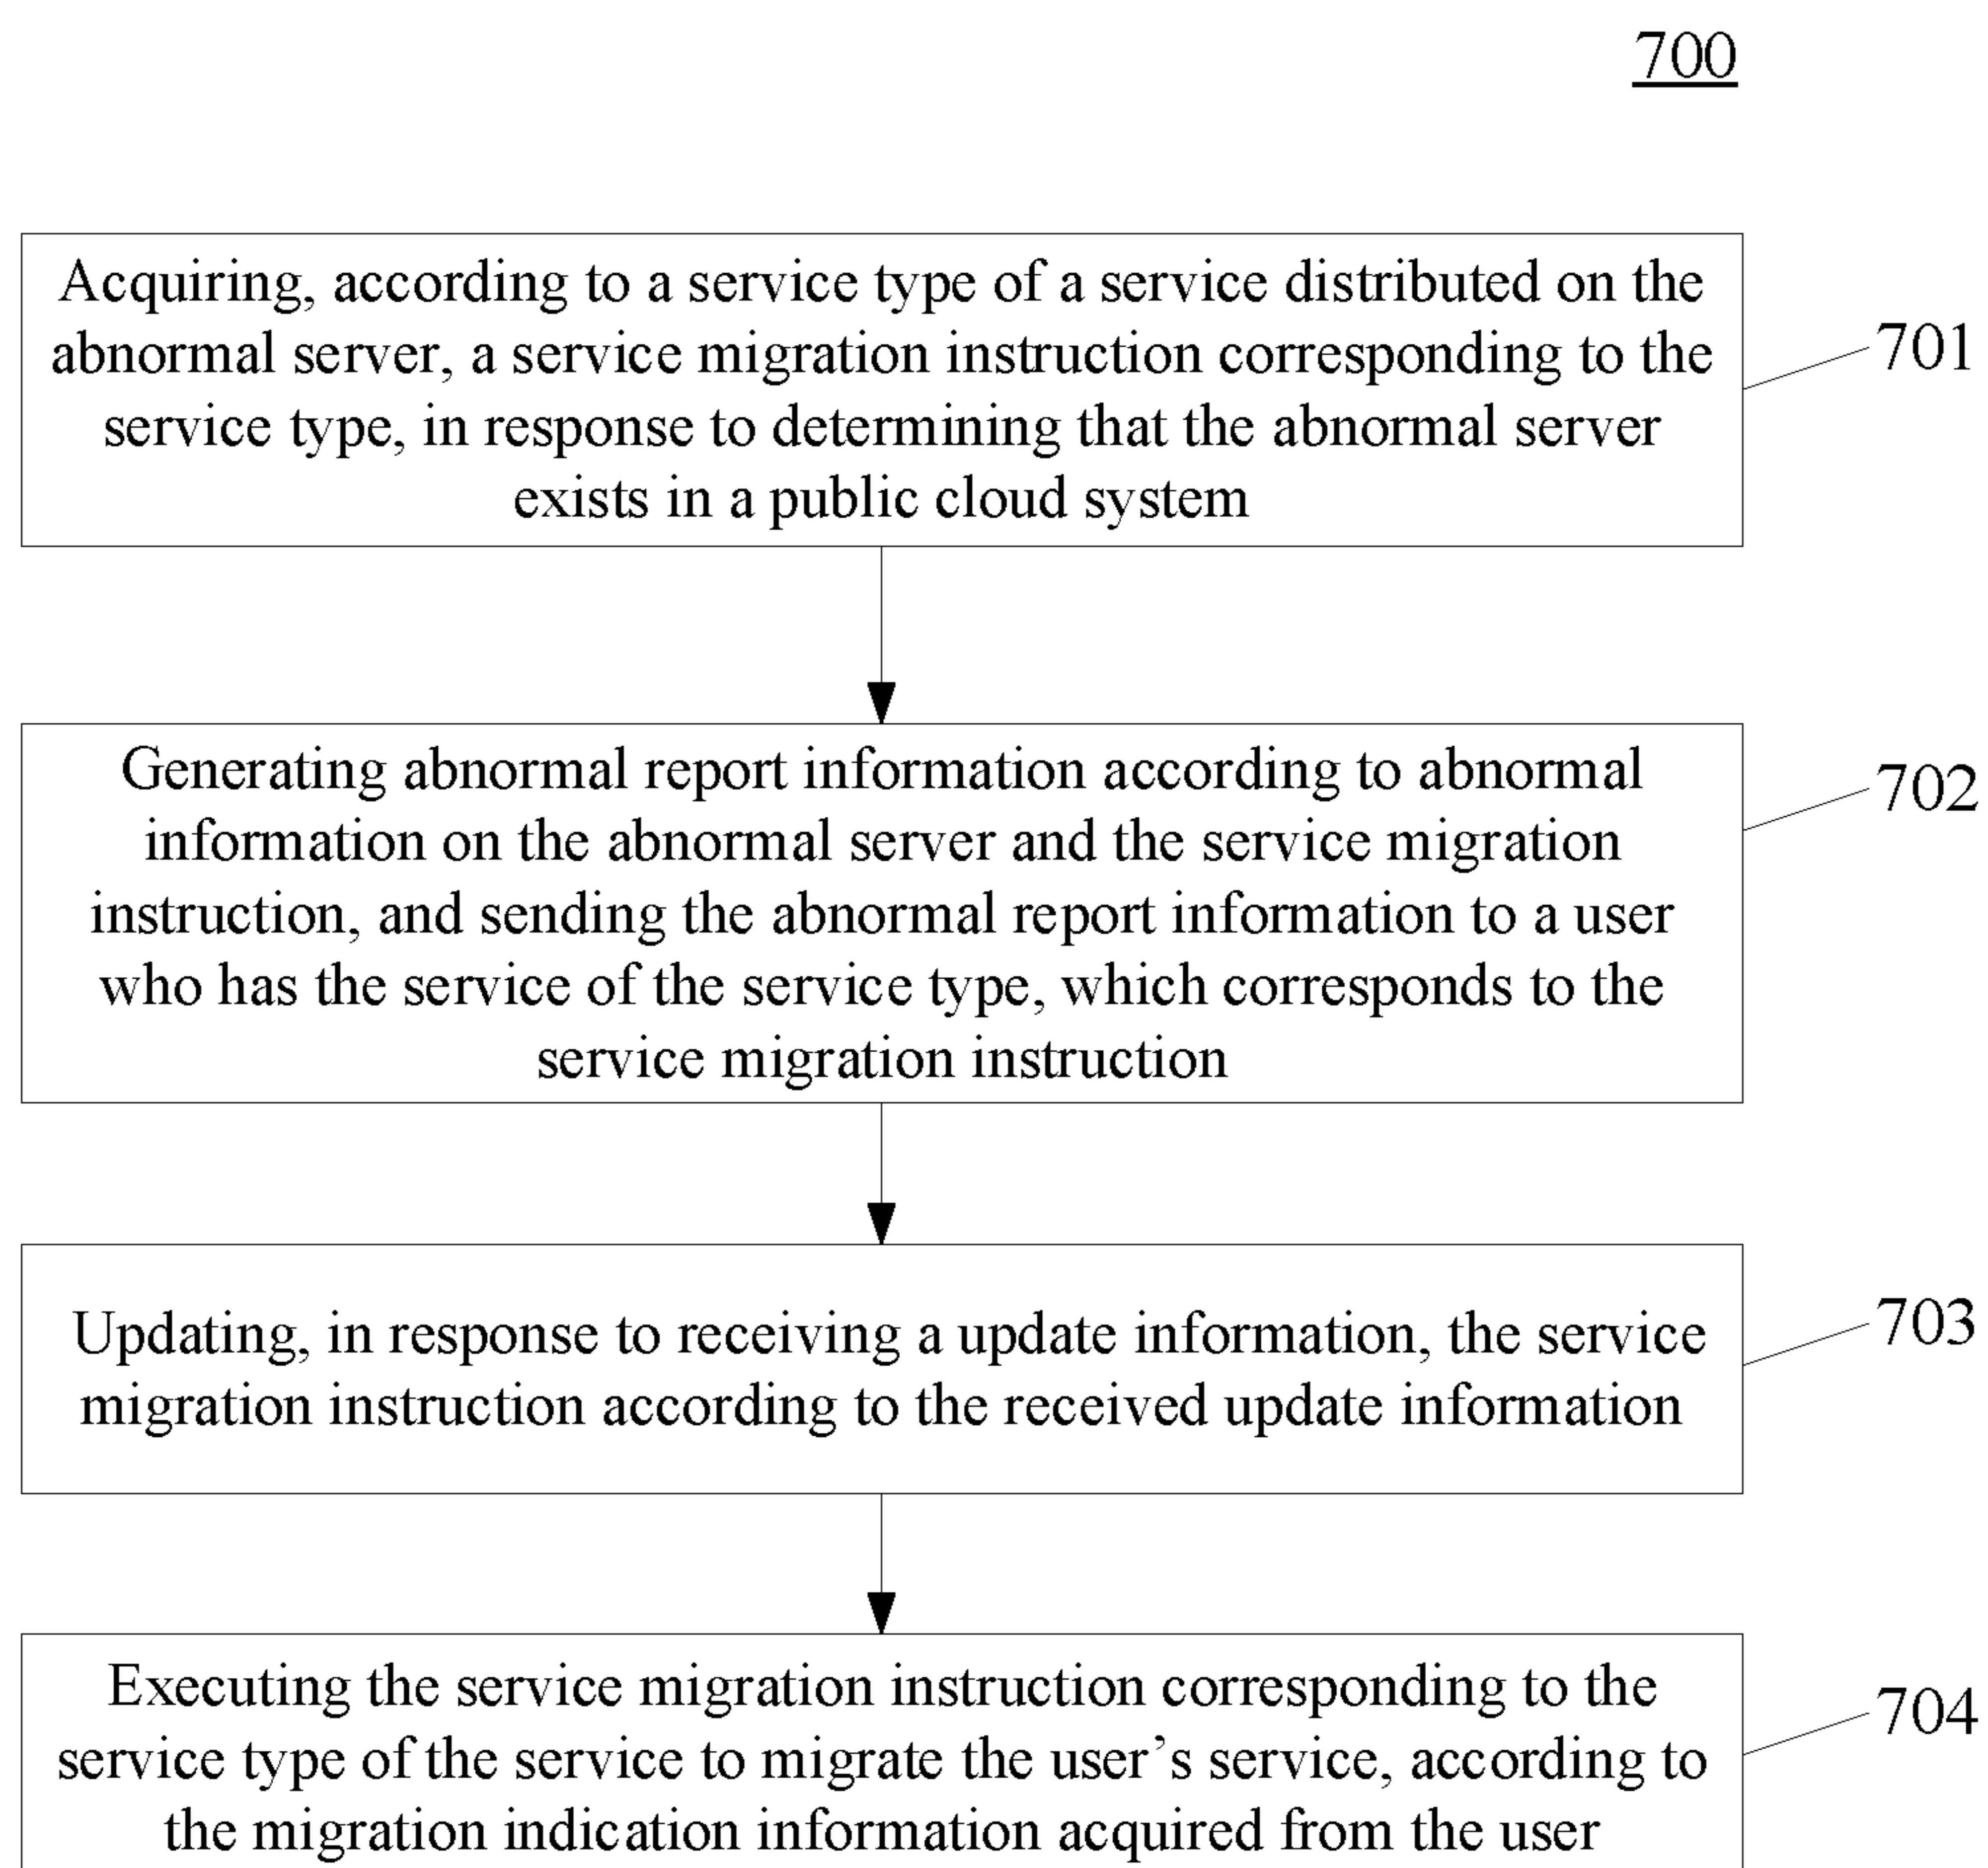 700
Acquiring, according to a service type of a service distributed on the
abnormal server, a service migration instruction corresponding to the
service type, in response to determining that the abnormal server
exists in a public cloud system
701
Generating abnormal report information according to abnormal
information on the abnormal server and the service migration
instruction, and sending the abnormal report information to a user
who has the service of the service type, which corresponds to the
service migration instruction
702
Updating, in response to receiving a update information, the service
migration instruction according to the received update information
703
Executing the service migration instruction corresponding to the
service type of the service to migrate the user’s service, according to
the migration indication information acquired from the user
704